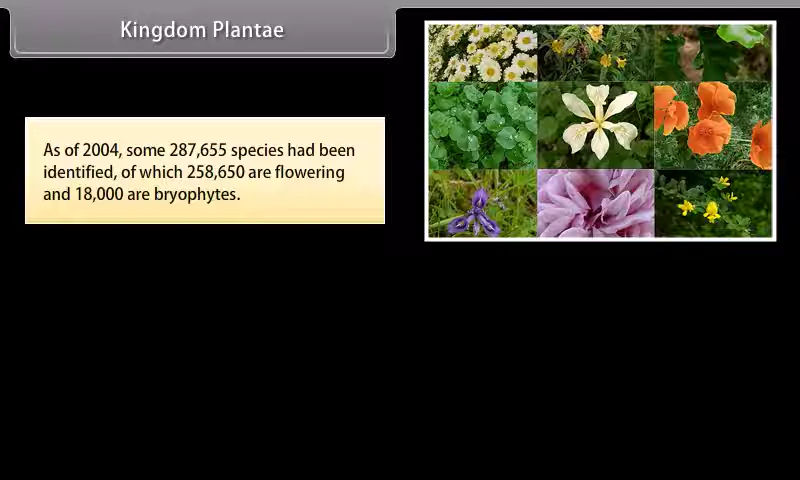 Kingdom Plantae
As of 2004, some 287,655 species had been
identified, of which 258,650 are flowering
and 18,000 are bryophytes.